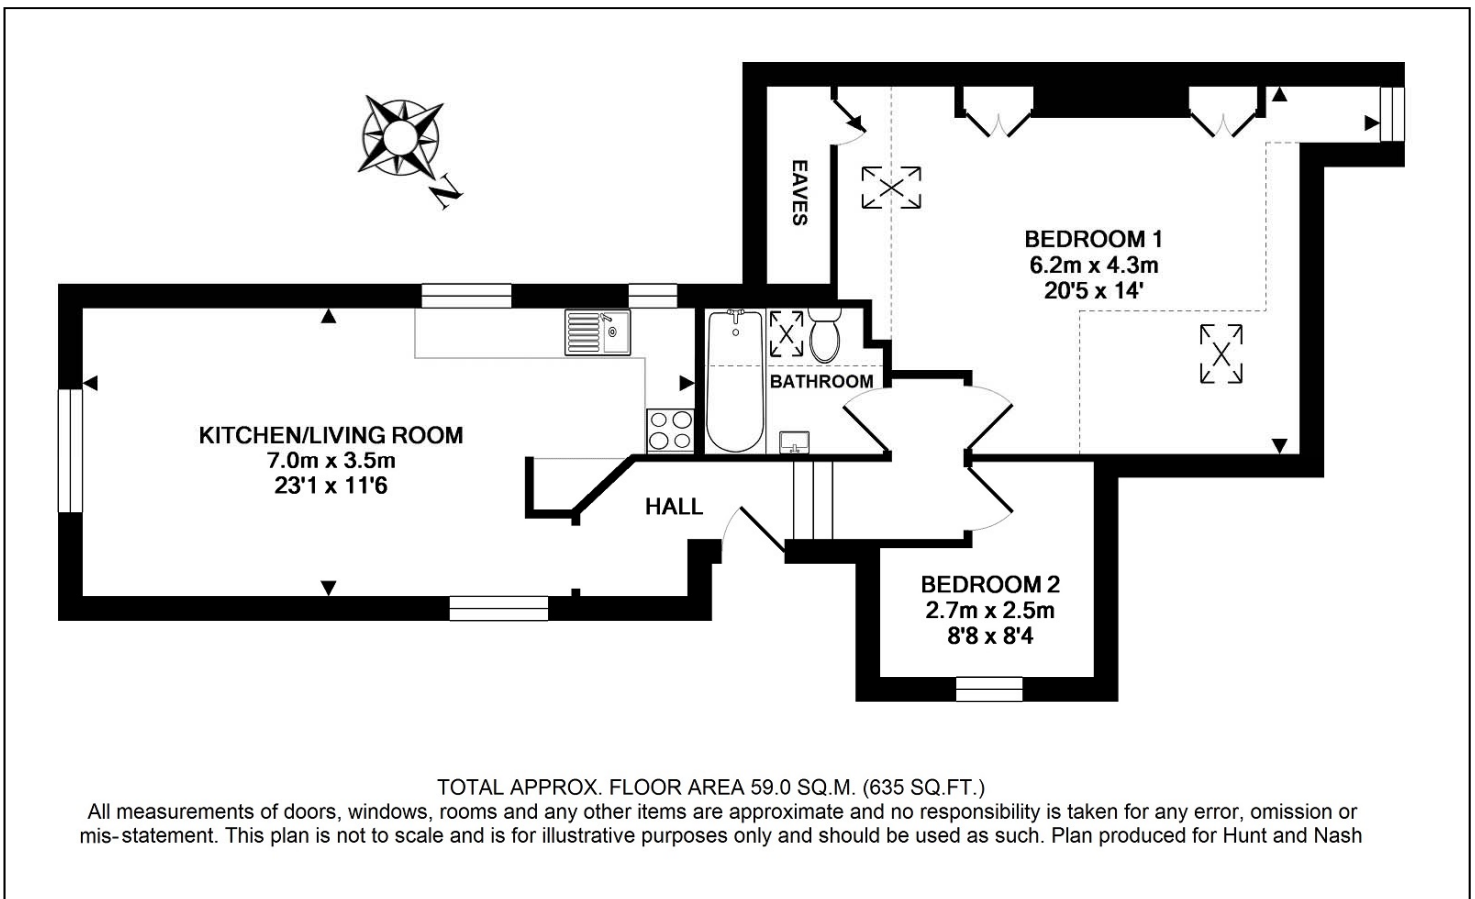 N
EAVES
BEDROOM 1
6.2m x 4.3m
20'5 x 14'
BATHROOM
KITCHEN/LIVING ROOM
7.0m x 3.5m
23'1 x 11'6
HALL
BEDROOM 2
2.7m x 2.5m
8'8 x 8'4
TOTAL APPROX. FLOOR AREA 59.0 SQ.M. (635 SQ.FT.)
All measurements of doors, windows, rooms and any other items are approximate and no responsibility is taken for any error, omission or
mis-statement. This plan is not to scale and is for illustrative purposes only and should be used as such. Plan produced for Hunt and Nash